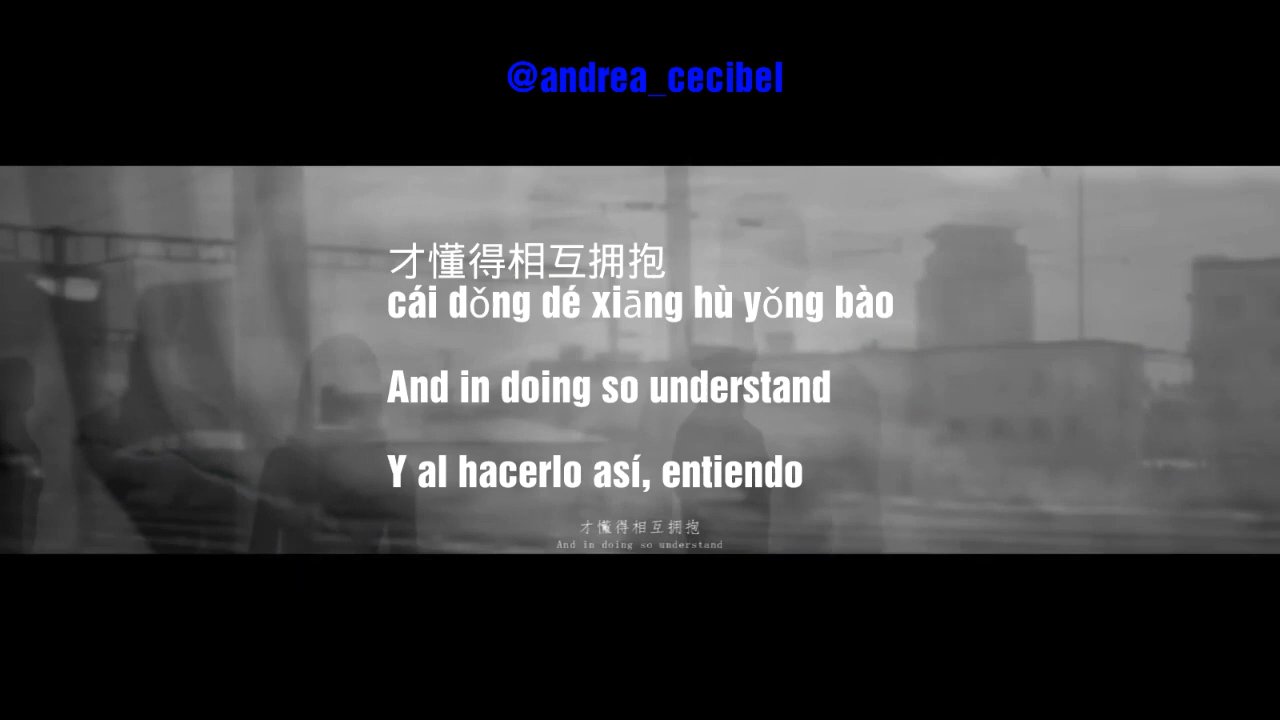 @andrea_cecibel
才懂得相互拥抱
cái dǒng dé xiāng hù yǒng bào
And in doing so understand
Y al hacerlo así, entiendo
才懂得相互拥抱
And in doing so understand